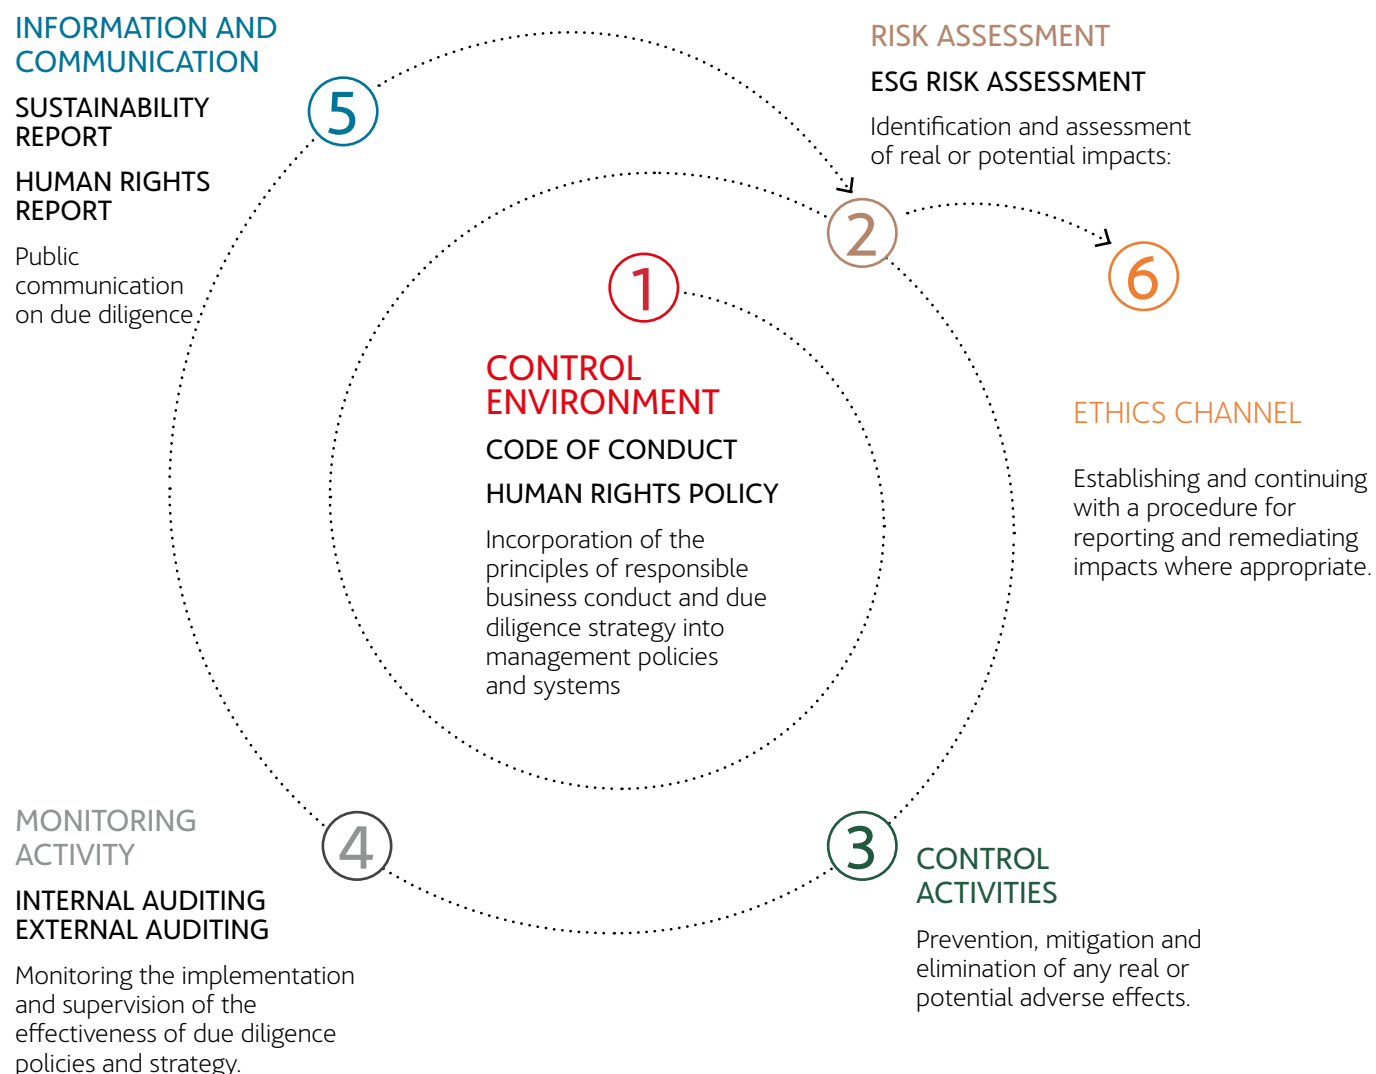 INFORMATION AND
COMMUNICATION
SUSTAINABILITY
REPORT
HUMAN RIGHTS
REPORT
Public
communication
on due diligence.
5
RISK ASSESSMENT
ESG RISK ASSESSMENT
Identification and assessment
of real or potential impacts:
2
1
CONTROL
ENVIRONMENT
CODE OF CONDUCT
HUMAN RIGHTS POLICY
Incorporation of the
principles of responsible
business conduct and due
diligence strategy into
management policies
and systems
6
ETHICS CHANNEL
Establishing and continuing
with a procedure for
reporting and remediating
impacts where appropriate.
MONITORING
ACTIVITY
INTERNAL AUDITING
EXTERNAL AUDITING
Monitoring the implementation
and supervision of the
effectiveness of due diligence
policies and strategy.
4
3
CONTROL
ACTIVITIES
Prevention, mitigation and
elimination of any real or
potential adverse effects.